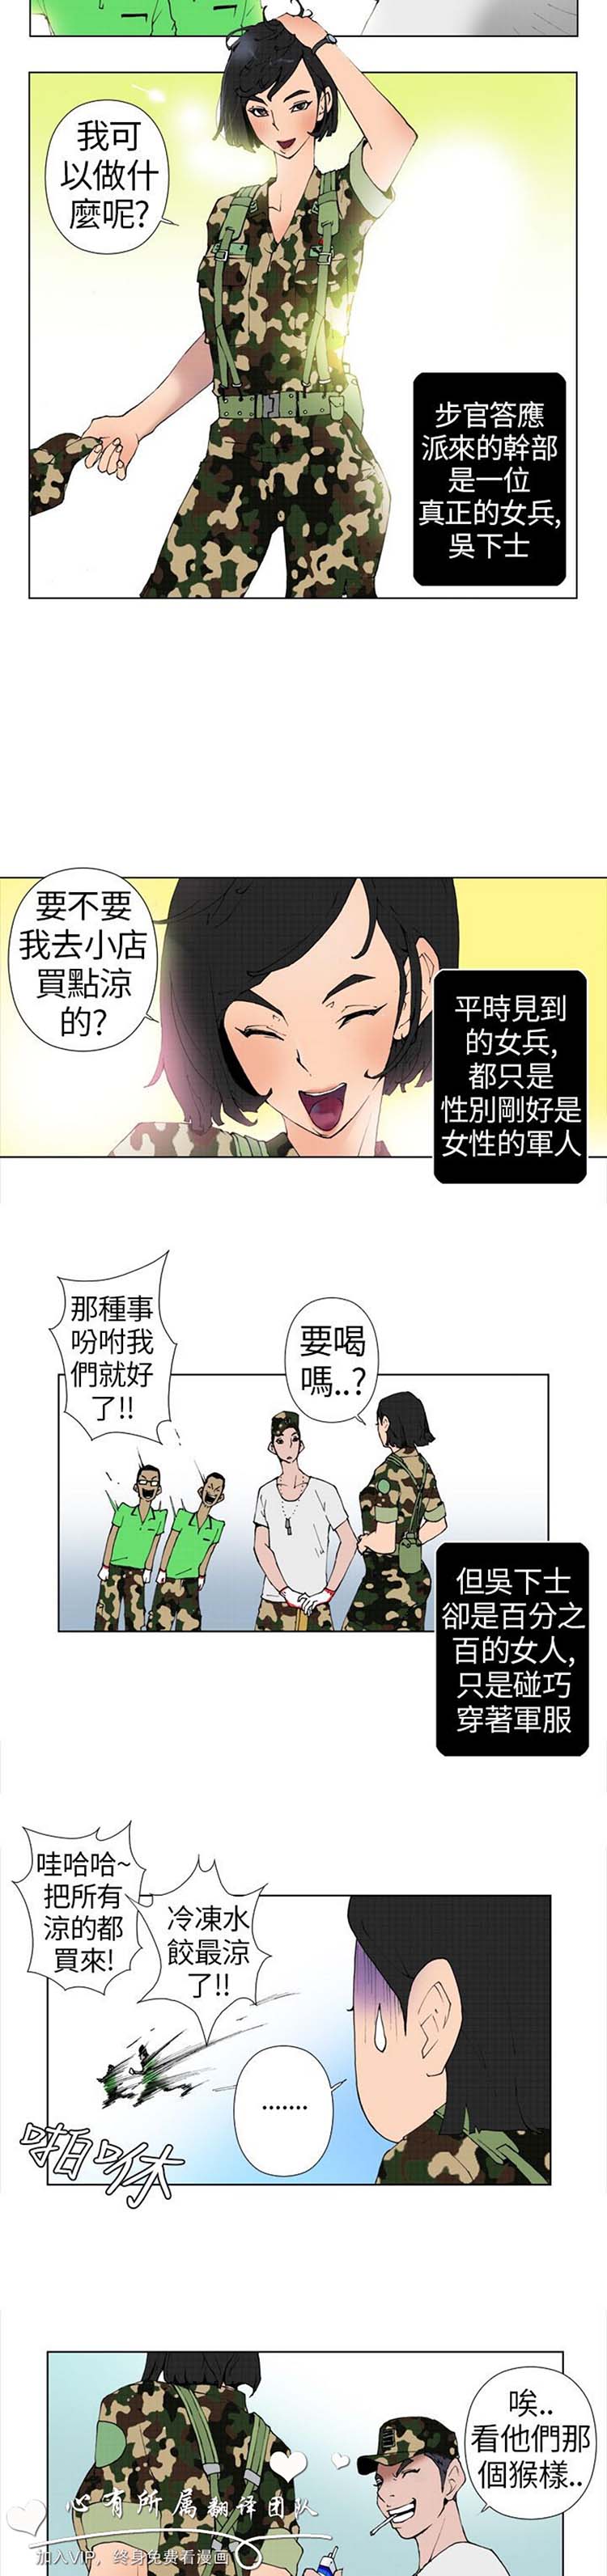 我可
以做什
麼呢?
步官答應
派來的幹部
是一位
真正的女兵,
吳下士
要不要
我去小店
買點涼
的?
平時見到
的女兵,
都只是
性別剛好是
女性的軍人
那種事
吩咐我
們就好
了!!
要喝
嗎..?
但吳下士
卻是百分之
百的女人,
只是碰巧
穿著軍服
哇哈哈~
把所有
涼的都
買來!
冷凍水
餃最涼
了!!
.......
啪咻
唉..
看他們那
個猴樣..
心有所属翻译团队
加入VIP，终身免费看漫画